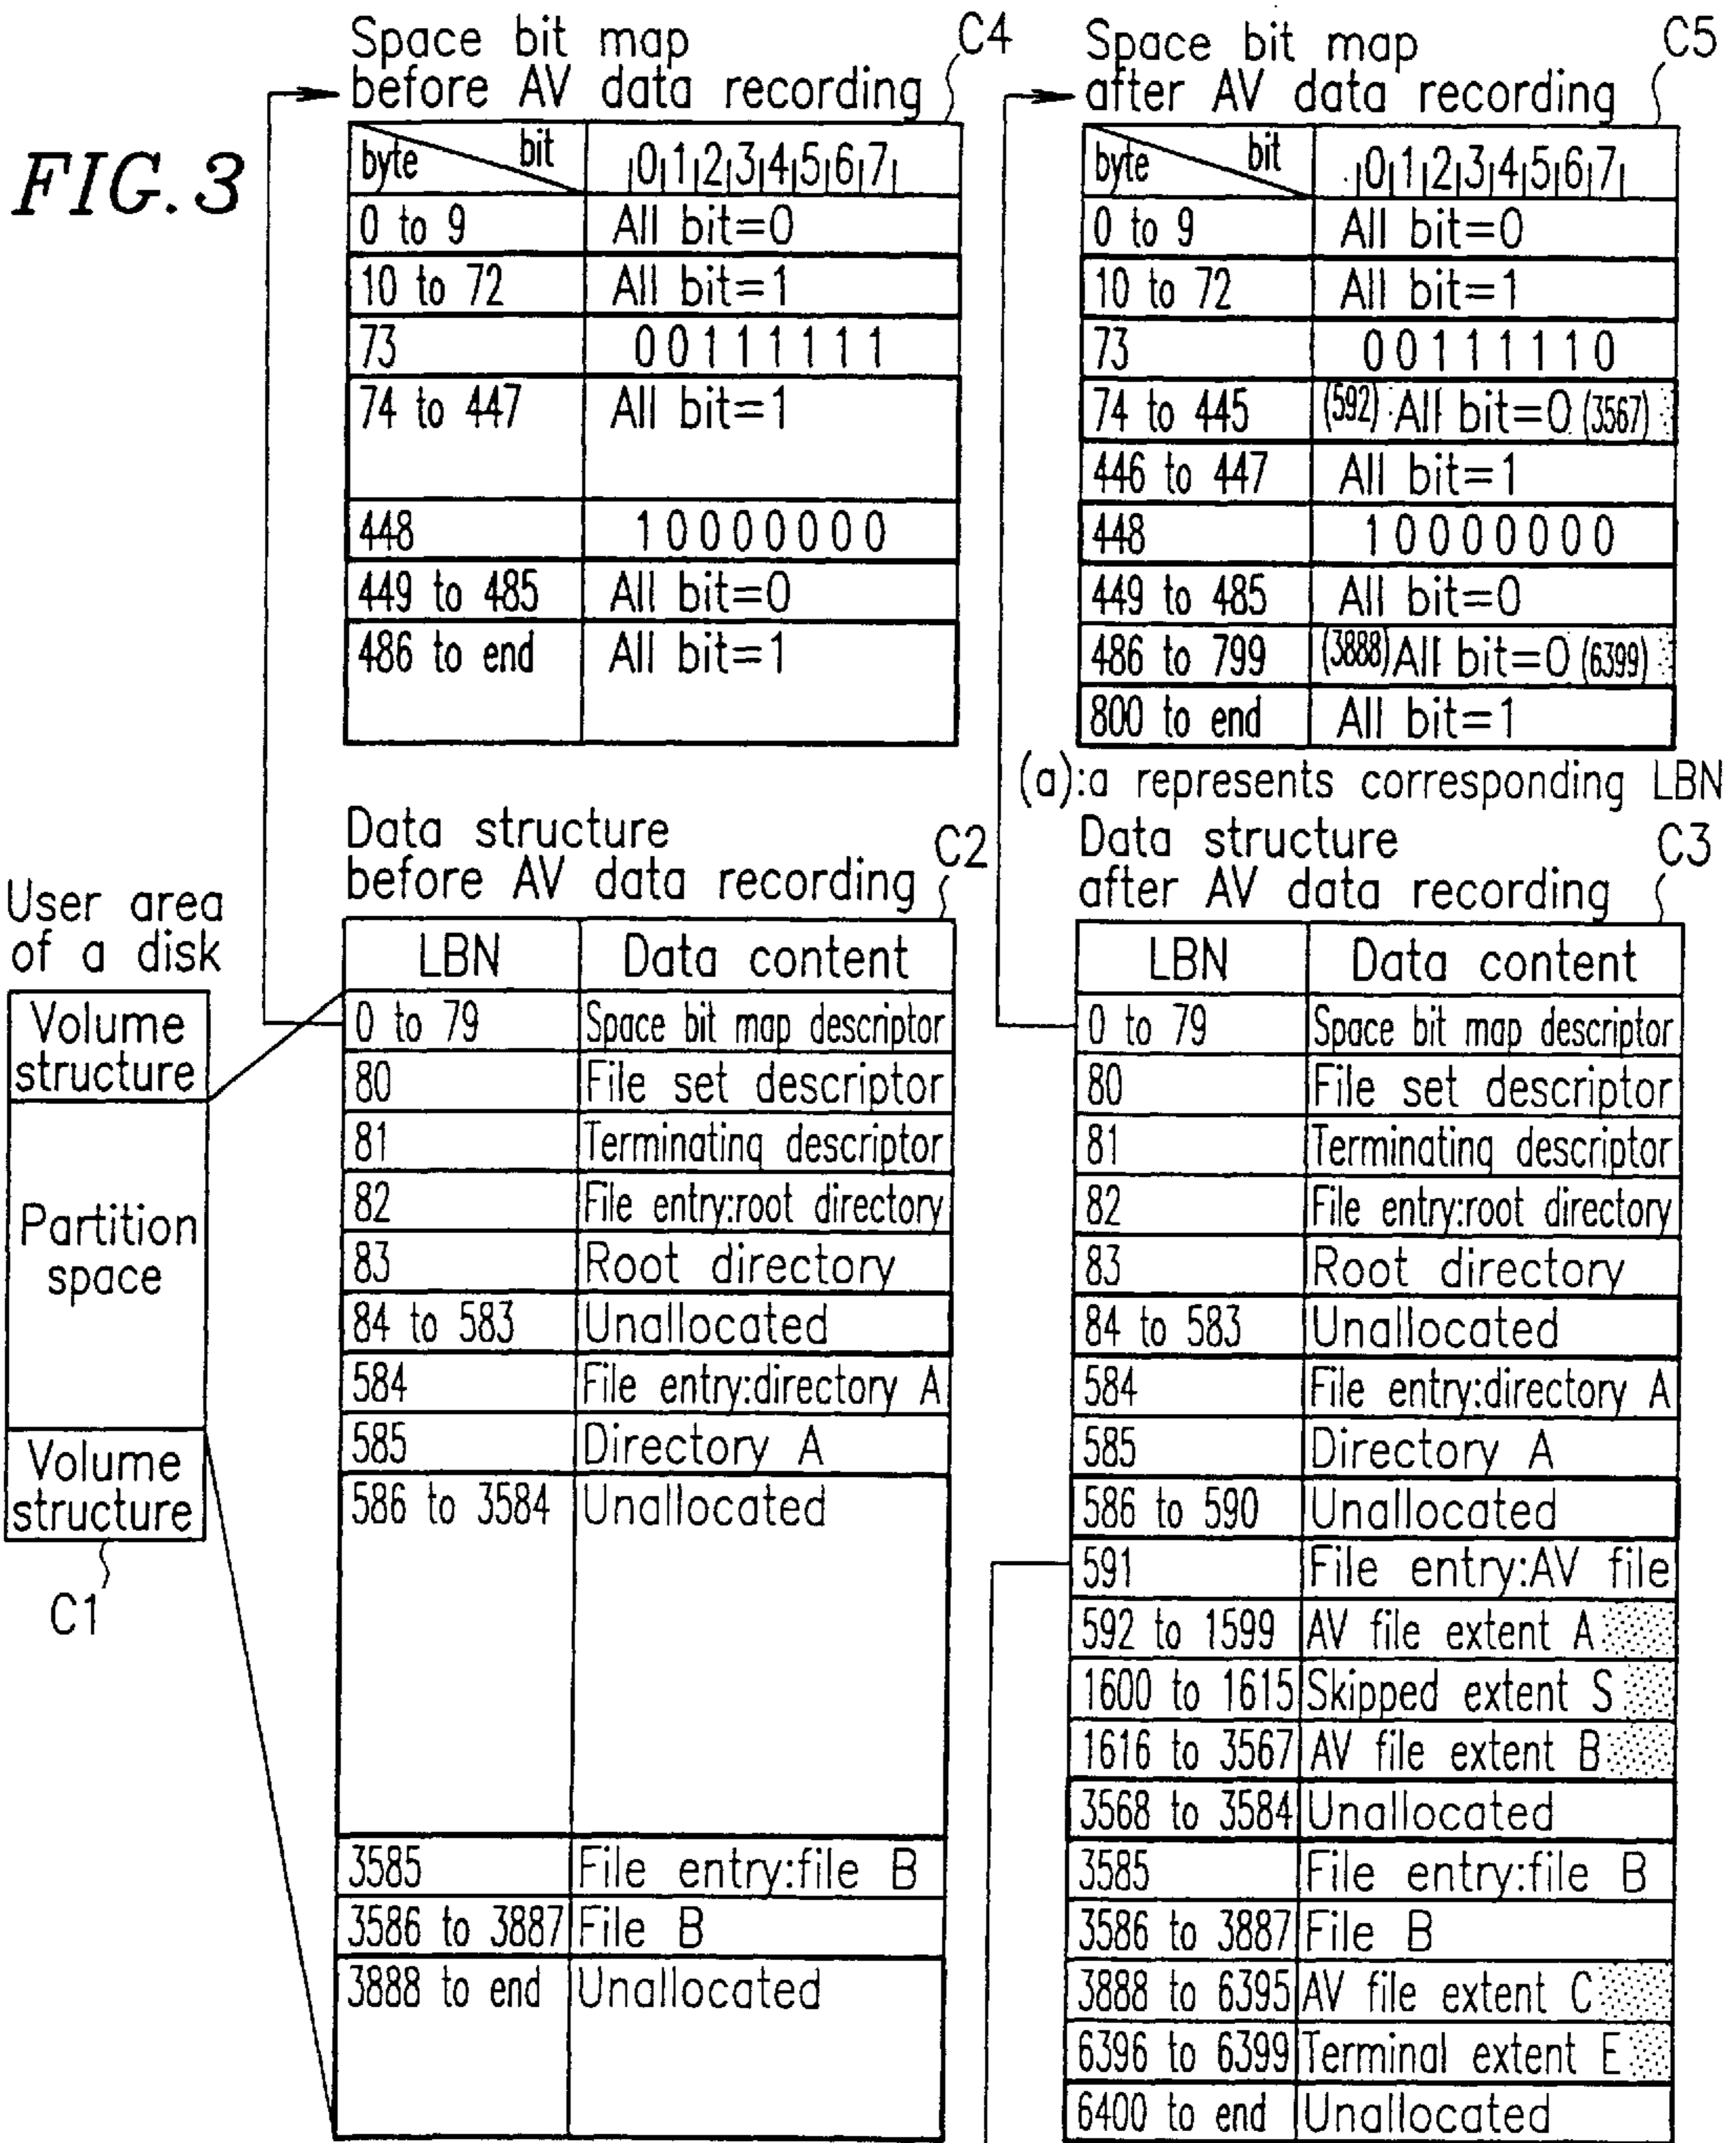 FIG. 3
Space bit map
before AV data recording
C4
byte bit 0 1 2 3 4 5 6 7
0 to 9 All bit=0
10 to 72 All bit=1
73 0 0 1 1 1 1 1 1
74 to 447 All bit=1
448 1 0 0 0 0 0 0 0
449 to 485 All bit=0
486 to end All bit=1
Space bit map
after AV data recording
C5
byte bit 0 1 2 3 4 5 6 7
0 to 9 All bit=0
10 to 72 All bit=1
73 0 0 1 1 1 1 1 0
74 to 445 (592) All bit=0 (3567)
446 to 447 All bit=1
448 1 0 0 0 0 0 0 0
449 to 485 All bit=0
486 to 799 (3888) All bit=0 (6399)
800 to end All bit=1
(a):a represents corresponding LBN
User area
of a disk
Volume
structure
Partition
space
Volume
structure
C1
Data structure
before AV data recording
C2
LBN Data content
0 to 79 Space bit map descriptor
80 File set descriptor
81 Terminating descriptor
82 File entry:root directory
83 Root directory
84 to 583 Unallocated
584 File entry:directory A
585 Directory A
586 to 3584 Unallocated
3585 File entry:file B
3586 to 3887 File B
3888 to end Unallocated
Data structure
after AV data recording
C3
LBN Data content
0 to 79 Space bit map descriptor
80 File set descriptor
81 Terminating descriptor
82 File entry:root directory
83 Root directory
84 to 583 Unallocated
584 File entry:directory A
585 Directory A
586 to 590 Unallocated
591 File entry:AV file
592 to 1599 AV file extent A
1600 to 1615 Skipped extent S
1616 to 3567 AV file extent B
3568 to 3584 Unallocated
3585 File entry:file B
3586 to 3887 File B
3888 to 6395 AV file extent C
6396 to 6399 Terminal extent E
6400 to end Unallocated